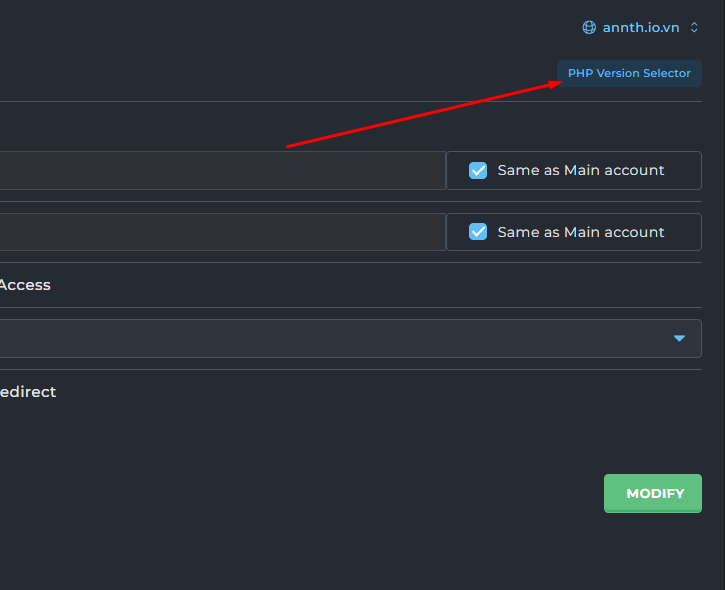 annth.io.vn
PHP Version Selector
Same as Main account
Same as Main account
Access
edirect
MODIFY